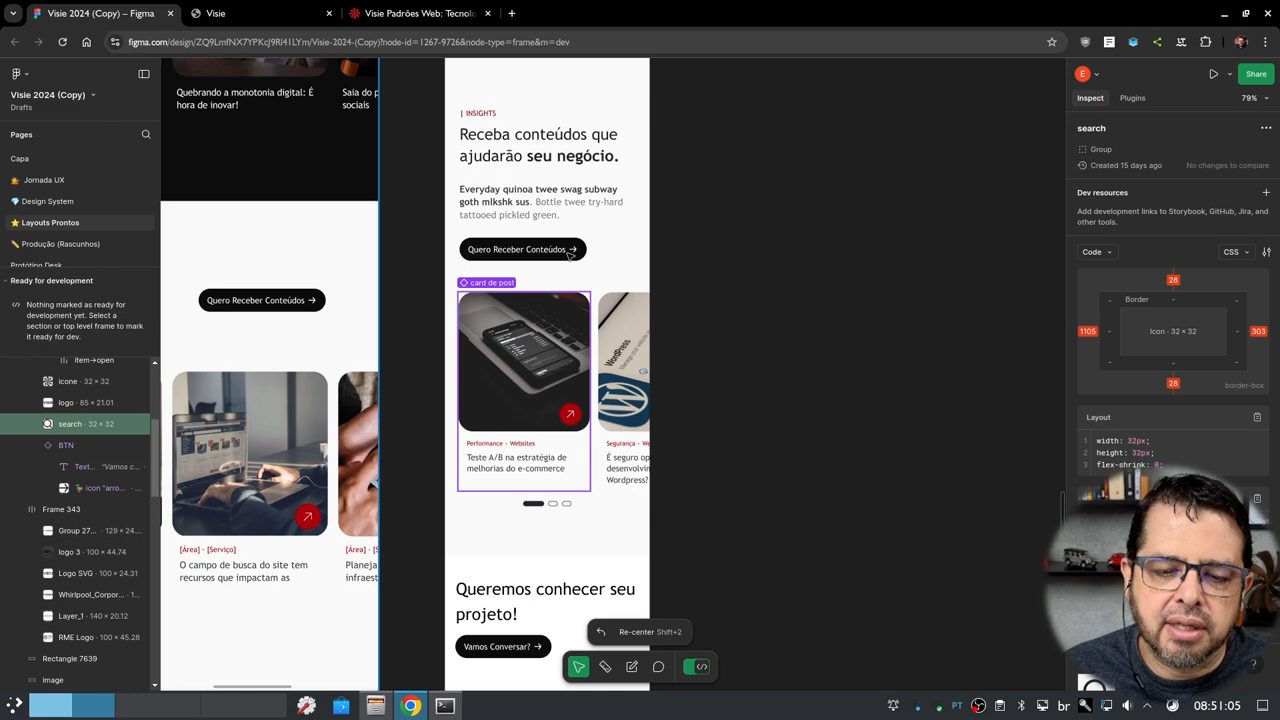 Visie 2024 (Copy) – Figma
Visie
Visie Padrões Web: Tecnolo
figma.com/design/ZQ9LmfNX7YPKcJ9RI41LYm/Visie-2024-(Copy)?node-id=1267-9726&node-type=frame&m=dev
Visie 2024 (Copy)
Drafts
Pages
Capa
Jornada UX
Design System
Layouts Prontos
Produção (Rascunhos)
Protótipo Desk
Ready for development
Nothing marked as ready for
development yet. Select a
section or top level frame to mark
it ready for dev.
item→open
icone · 32 × 32
logo · 85 × 21.01
search · 32 × 32
BTN
Text... "Vamos c...
icon "arro...
Frame 343
Group 27... · 129 × 24....
logo 3 · 100 × 44.74
Logo SVG · 100 × 24.31
Whirlpool_Corpor... · 1...
Layer_1 · 140 × 20.12
RME Logo · 100 × 45.28
Rectangle 7639
Image
Quebrando a monotonia digital: É
hora de inovar!
Saia do p
sociais
Quero Receber Conteúdos
[Área] - [Serviço]
O campo de busca do site tem
recursos que impactam as
[Área] - [S
Planeja
infraest
| INSIGHTS
Receba conteúdos que
ajudarão seu negócio.
Everyday quinoa twee swag subway
goth mlkshk sus. Bottle twee try-hard
tattooed pickled green.
Quero Receber Conteúdos
card de post
WordPress
Performance - Websites
Teste A/B na estratégia de
melhorias do e-commerce
Segurança - We
É seguro op
desenvolvin
Wordpress?
Queremos conhecer seu
projeto!
Vamos Conversar?
Re-center Shift+2
E
Share
Inspect
Plugins
79%
search
Group
Created 15 days ago
No changes to compare
Dev resources
Add development links to Storybook, GitHub, Jira, and
other tools.
Code
CSS
28
Border
1105
Icon · 32 × 32
303
28
border-box
Layout
1 width: 32px;
2 height: 32px;
3 flex-shrink: 0;
PT
br
08:51:05